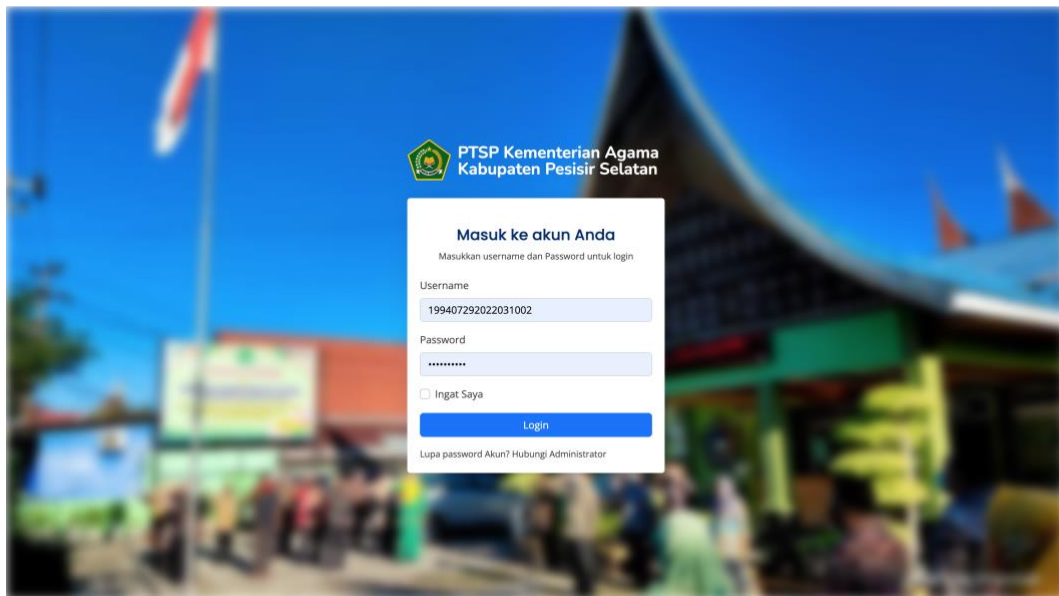 PTSP Kementerian Agama
Kabupaten Pesisir Selatan
Masuk ke akun Anda
Masukkan username dan Password untuk login
Username
199407292022031002
Password
••••••••••
Ingat Saya
Login
Lupa password Akun? Hubungi Administrator